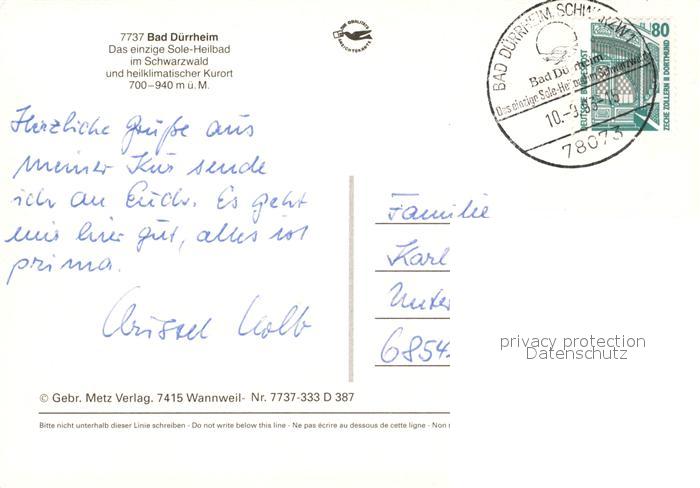 7737 Bad Dürrheim
Das einzige Sole-Heilbad
im Schwarzwald
und heilklimatischer Kurort
700–940 m ü. M.
BAD DÜRRHEIM, SCHWARZW 1
Bad Dürrheim
Das einzige Sole-Heilbad im Schwarzwald
78073
80
DEUTSCHE BUNDESPOST
ZECHE ZOLLERN II DORTMUND
Herzliche Grüße aus
meiner Kur sende
ich an Euch. Es geht
mir hier gut, alles ist
prima.
Kolb
Familie
Karl
Unter
6854
privacy protection
Datenschutz
© Gebr. Metz Verlag. 7415 Wannweil- Nr. 7737-333 D 387
Bitte nicht unterhalb dieser Linie schreiben - Do not write below this line - Ne pas écrire au dessous de cette ligne - Non